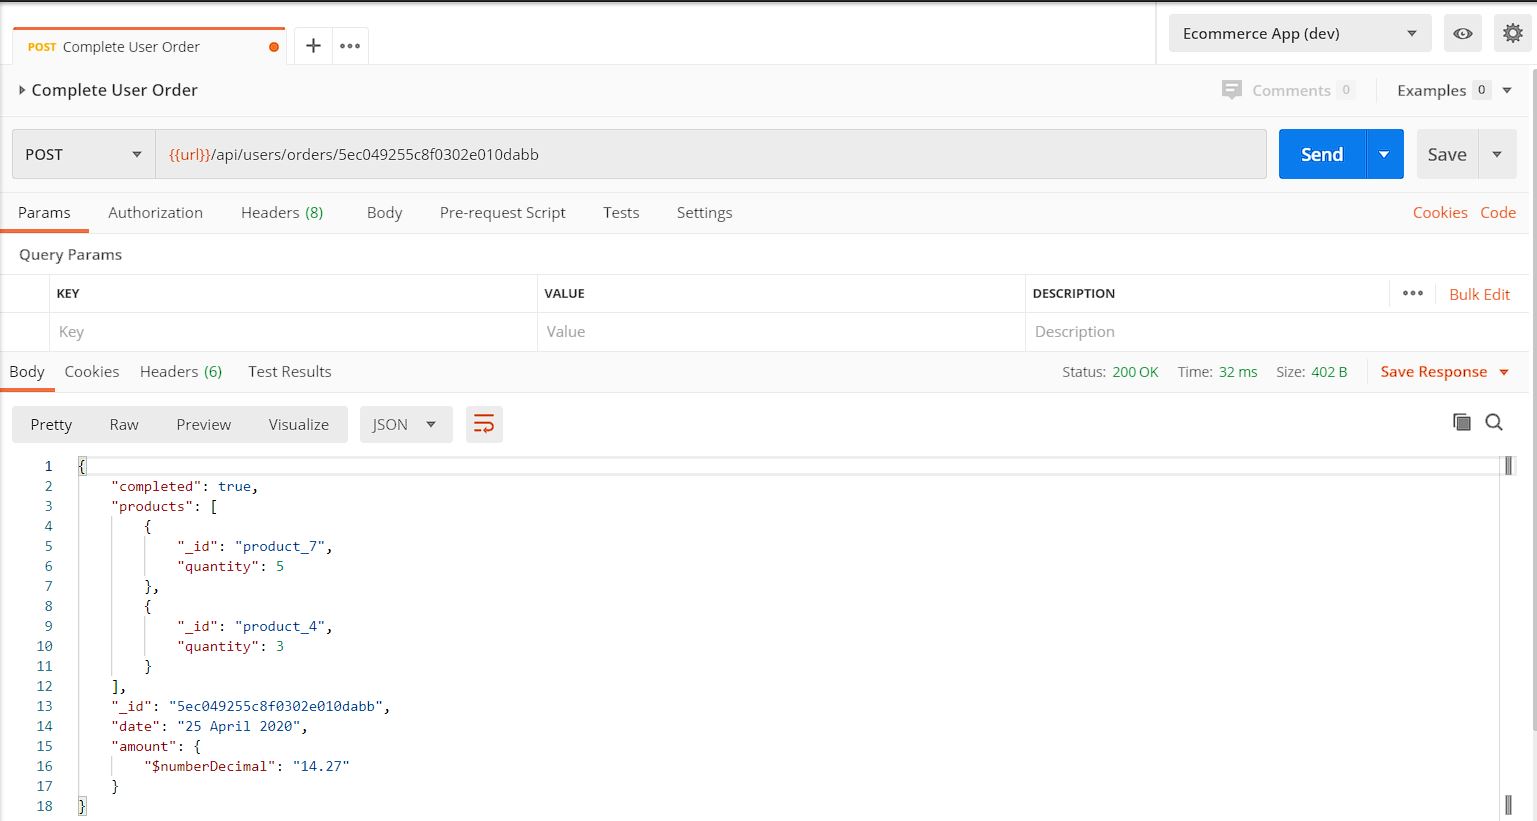 POST Complete User Order
Ecommerce App (dev)
Complete User Order
Comments 0
Examples 0
POST
{{url}}/api/users/orders/5ec049255c8f0302e010dabb
Send
Save
Params Authorization Headers (8) Body Pre-request Script Tests Settings
Cookies Code
Query Params
KEY VALUE DESCRIPTION
Bulk Edit
Key Value Description
Body Cookies Headers (6) Test Results
Status: 200 OK Time: 32 ms Size: 402 B Save Response
Pretty Raw Preview Visualize JSON
1 {
2 "completed": true,
3 "products": [
4 {
5 "_id": "product_7",
6 "quantity": 5
7 },
8 {
9 "_id": "product_4",
10 "quantity": 3
11 }
12 ],
13 "_id": "5ec049255c8f0302e010dabb",
14 "date": "25 April 2020",
15 "amount": {
16 "$numberDecimal": "14.27"
17 }
18 }